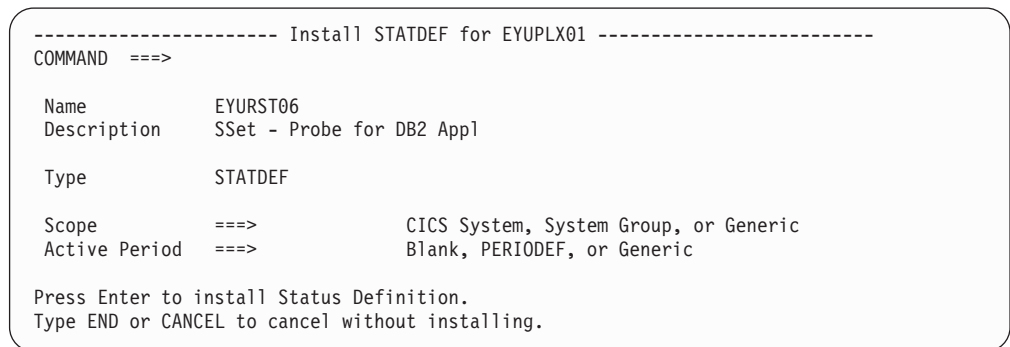 ----------------------- Install STATDEF for EYUPLX01 --------------------------
COMMAND ===>
Name EYURST06
Description SSet - Probe for DB2 Appl
Type STATDEF
Scope ===> CICS System, System Group, or Generic
Active Period ===> Blank, PERIODEF, or Generic
Press Enter to install Status Definition.
Type END or CANCEL to cancel without installing.